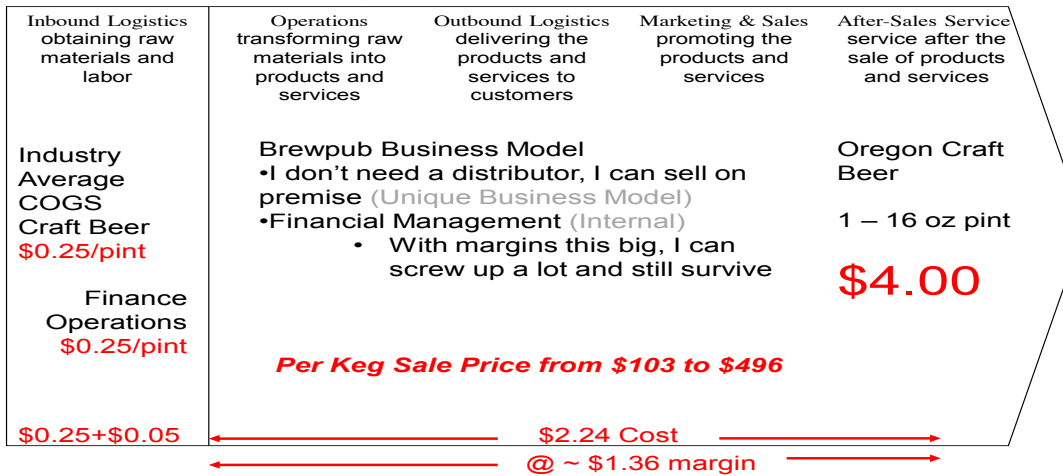 Inbound Logistics
obtaining raw
materials and
labor
Operations
transforming raw
materials into
products and
services
Outbound Logistics
delivering the
products and
services to
customers
Marketing & Sales
promoting the
products and
services
After-Sales Service
service after the
sale of products
and services
Industry
Average
COGS
Craft Beer
$0.25/pint
Finance
Operations
$0.25/pint
$0.25+$0.05
Brewpub Business Model
•I don't need a distributor, I can sell on
premise (Unique Business Model)
•Financial Management (Internal)
• With margins this big, I can
screw up a lot and still survive
Per Keg Sale Price from $103 to $496
Oregon Craft
Beer
1 – 16 oz pint
$4.00
$2.24 Cost
@ ~ $1.36 margin